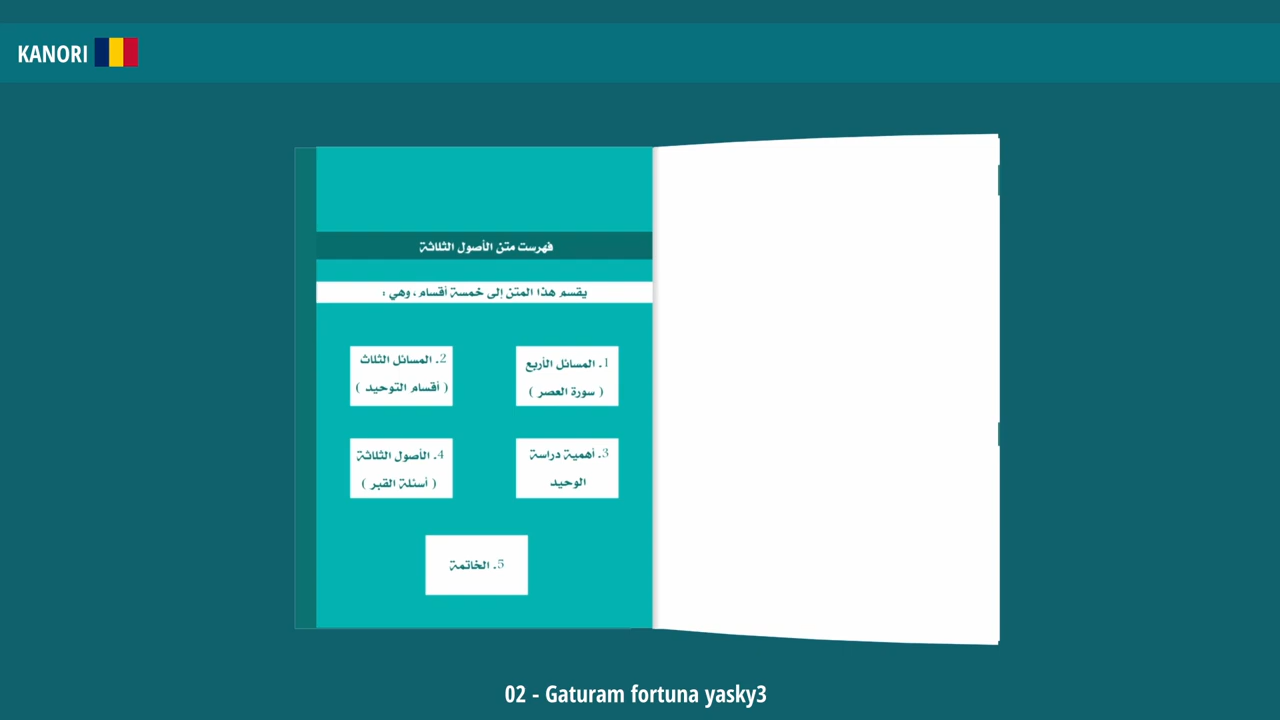 KANORI
فهرست متن الأصول الثلاثة
يقسم هذا المتن إلى خمسة أقسام ، وهي :
1. المسائل الأربع
( سورة العصر )
2. المسائل الثلاث
( أقسام التوحيد )
3. أهمية دراسة
الوحيد
4. الأصول الثلاثة
( أسئلة القبر )
5. الخاتمة
02 - Gaturam fortuna yasky3